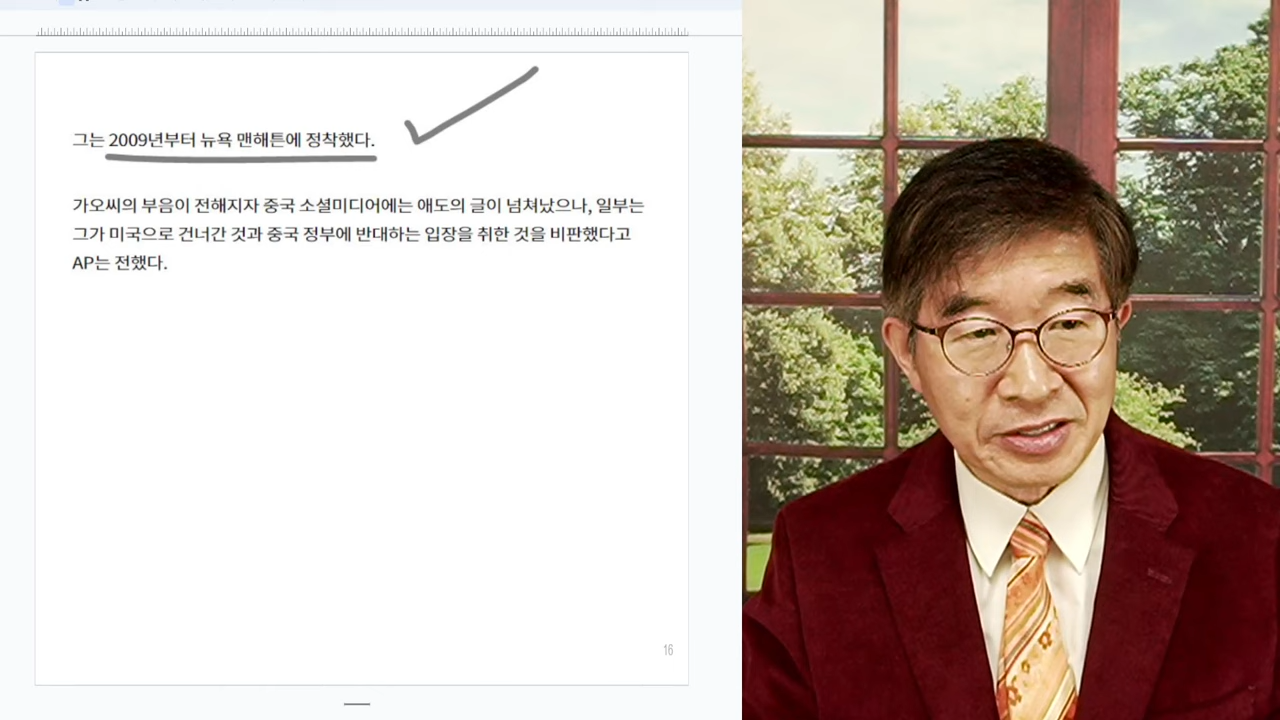 그는 2009년부터 뉴욕 맨해튼에 정착했다.
가오씨의 부음이 전해지자 중국 소셜미디어에는 애도의 글이 넘쳐났으나, 일부는
그가 미국으로 건너간 것과 중국 정부에 반대하는 입장을 취한 것을 비판했다고
AP는 전했다.
16